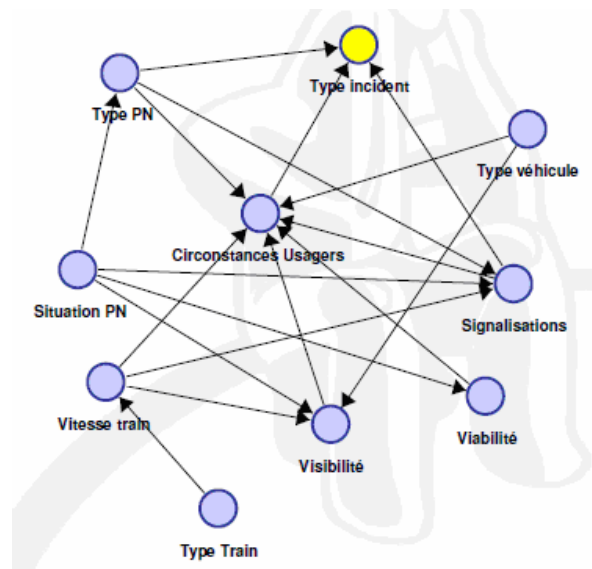 Type incident
Type PN
Type véhicule
Circonstances Usagers
Situation PN
Signalisations
Vitesse train
Viabilité
Visibilité
Type Train